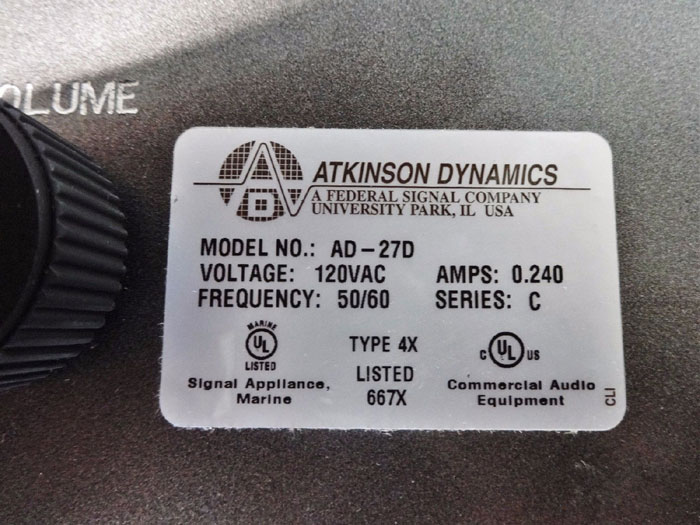 OLUME
ATKINSON DYNAMICS
A FEDERAL SIGNAL COMPANY
UNIVERSITY PARK, IL USA
MODEL NO.: AD-27D
VOLTAGE: 120VAC AMPS: 0.240
FREQUENCY: 50/60 SERIES: C
MARINE
UL
LISTED
Signal Appliance,
Marine
TYPE 4X
LISTED
667X
C UL US
Commercial Audio
Equipment
CLI